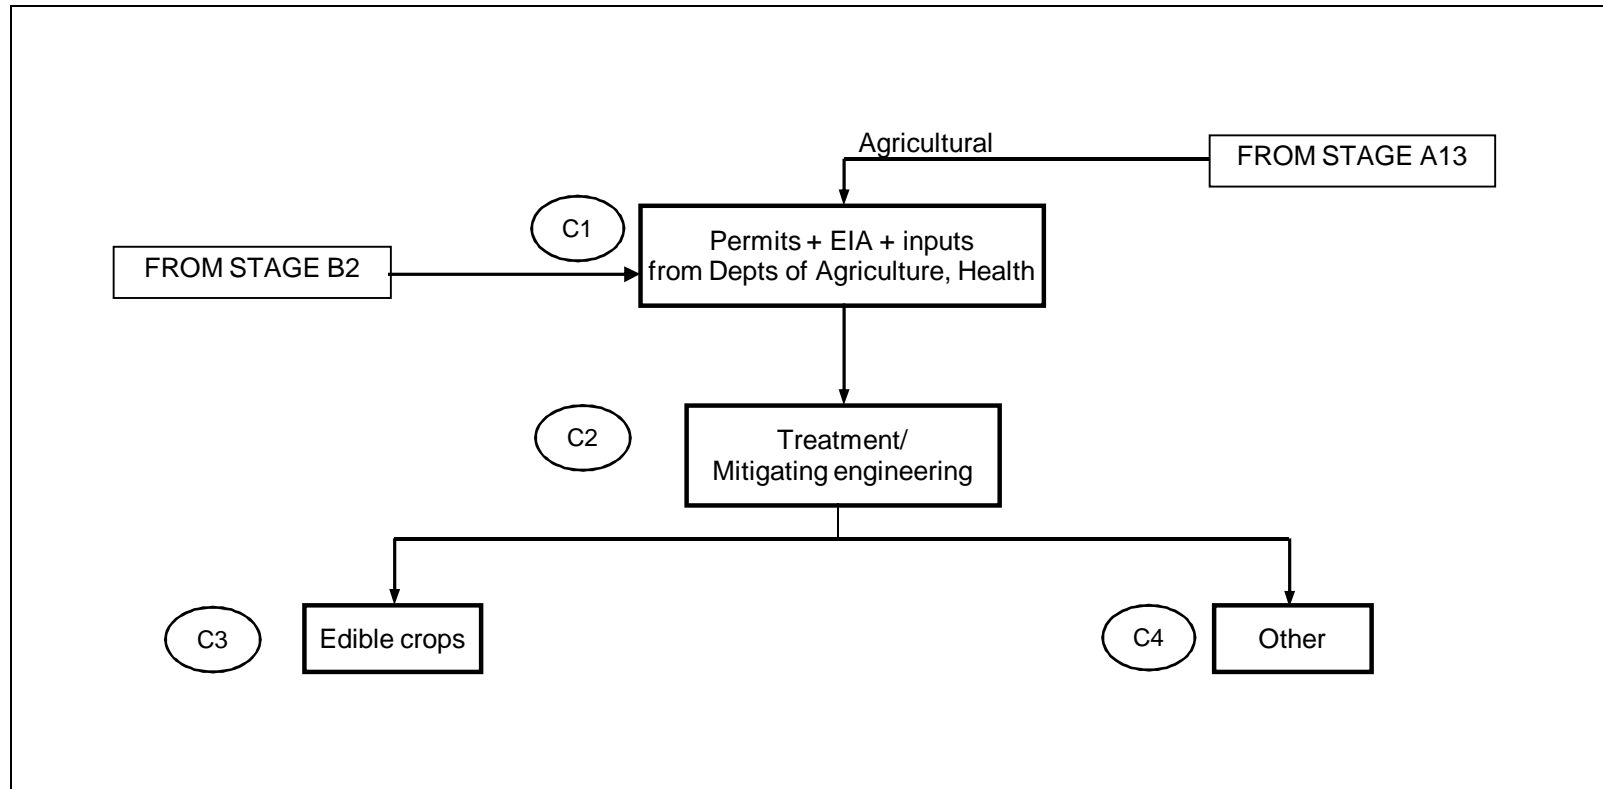 Agricultural
FROM STAGE A13
C1
Permits + EIA + inputs
from Depts of Agriculture, Health
FROM STAGE B2
C2
Treatment/
Mitigating engineering
C3
Edible crops
C4
Other